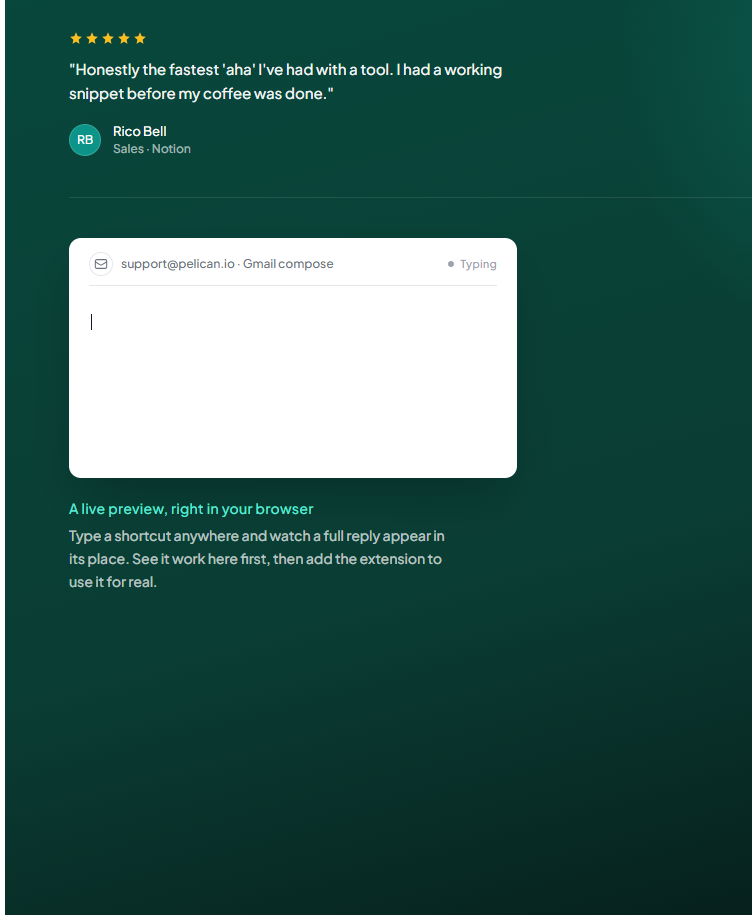 "Honestly the fastest 'aha' I've had with a tool. I had a working
snippet before my coffee was done."
RB
Rico Bell
Sales · Notion
support@pelican.io · Gmail compose
Typing
A live preview, right in your browser
Type a shortcut anywhere and watch a full reply appear in
its place. See it work here first, then add the extension to
use it for real.